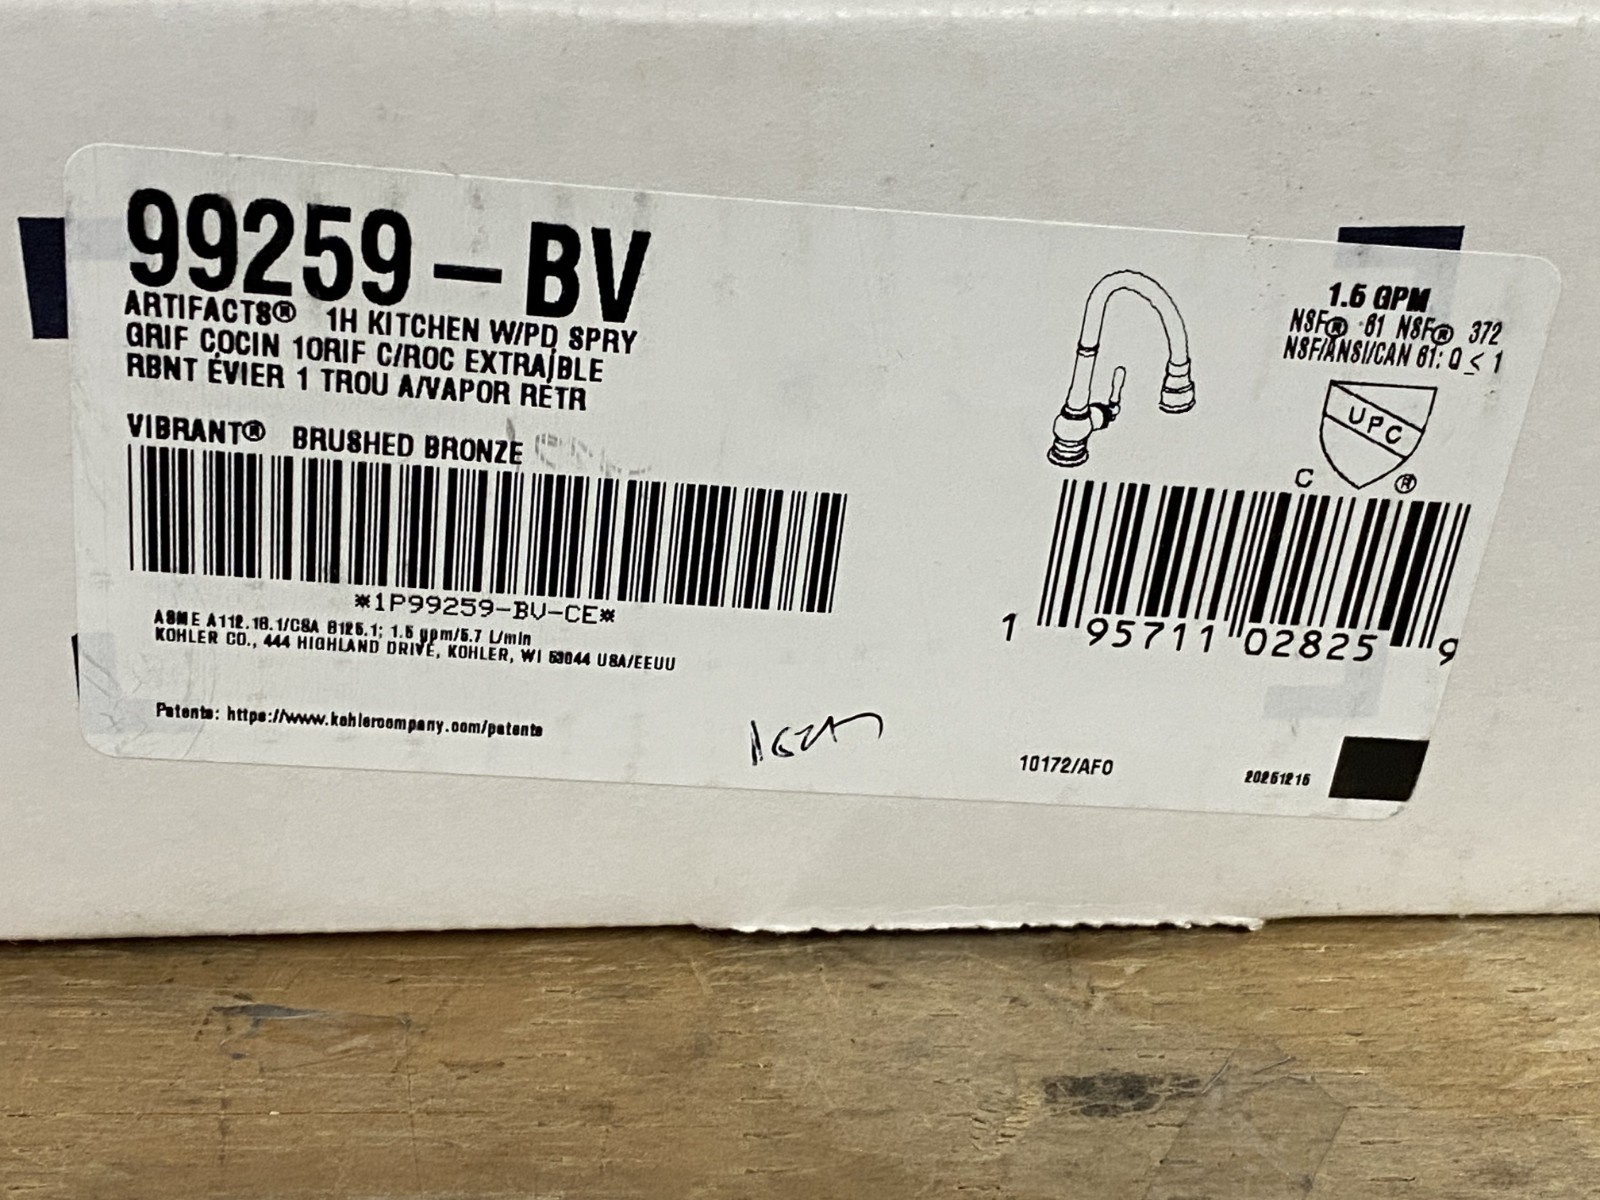 99259-BV
ARTIFACTS® 1H KITCHEN W/PD SPRY
GRIF COCIN 1ORIF C/ROC EXTRAÍBLE
RBNT ÉVIER 1 TROU A/VAPOR RÉTR
VIBRANT® BRUSHED BRONZE
*1P99259-BV-CE*
ASME A112.18.1/CSA B125.1; 1.5 gpm/5.7 L/min
KOHLER CO., 444 HIGHLAND DRIVE, KOHLER, WI 53044 USA/EEUU
Patents: https://www.kohlercompany.com/patents
1.5 GPM
NSF® 61 NSF® 372
NSF/ANSI/CAN 61: Q ≤ 1
UPC
C ®
1 95711 02825 9
10172/AF0
20251215